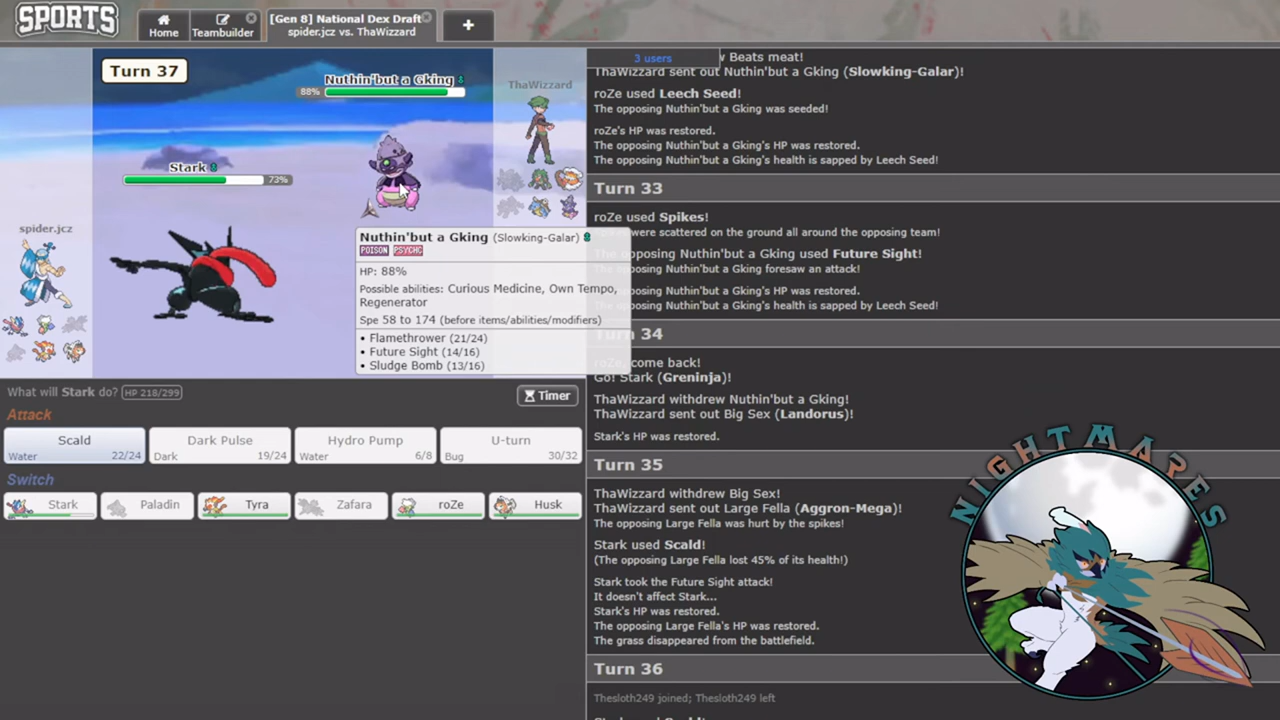 SPORTS
Home
Teambuilder
[Gen 8] National Dex Draft
spider.jcz vs. ThaWizzard
+
Turn 37
Nuthin'but a Gking
88%
Stark
73%
ThaWizzard
spider.jcz
Nuthin'but a Gking (Slowking-Galar)
POISON PSYCHC
HP: 88%
Possible abilities: Curious Medicine, Own Tempo,
Regenerator
Spe 58 to 174 (before items/abilities/modifiers)
• Flamethrower (21/24)
• Future Sight (14/16)
• Sludge Bomb (13/16)
What will Stark do? HP 218/299
Timer
Attack
Scald
Water 22/24
Dark Pulse
Dark 19/24
Hydro Pump
Water 6/8
U-turn
Bug 30/32
Switch
Stark
Paladin
Tyra
Zafara
roZe
Husk
3 users
Beats meat!
ThaWizzard sent out Nuthin'but a Gking (Slowking-Galar)!
roZe used Leech Seed!
The opposing Nuthin'but a Gking was seeded!
roZe's HP was restored.
The opposing Nuthin'but a Gking's HP was restored.
The opposing Nuthin'but a Gking's health is sapped by Leech Seed!
Turn 33
roZe used Spikes!
were scattered on the ground all around the opposing team!
opposing Nuthin'but a Gking used Future Sight!
The opposing Nuthin'but a Gking foresaw an attack!
The opposing Nuthin'but a Gking's HP was restored.
The opposing Nuthin'but a Gking's health is sapped by Leech Seed!
Turn 34
roZe, come back!
Go! Stark (Greninja)!
ThaWizzard withdrew Nuthin'but a Gking!
ThaWizzard sent out Big Sex (Landorus)!
Stark's HP was restored.
Turn 35
ThaWizzard withdrew Big Sex!
ThaWizzard sent out Large Fella (Aggron-Mega)!
The opposing Large Fella was hurt by the spikes!
Stark used Scald!
(The opposing Large Fella lost 45% of its health!)
Stark took the Future Sight attack!
It doesn't affect Stark...
Stark's HP was restored.
The opposing Large Fella's HP was restored.
The grass disappeared from the battlefield.
Turn 36
Thesloth249 joined; Thesloth249 left
NIGHTMARES